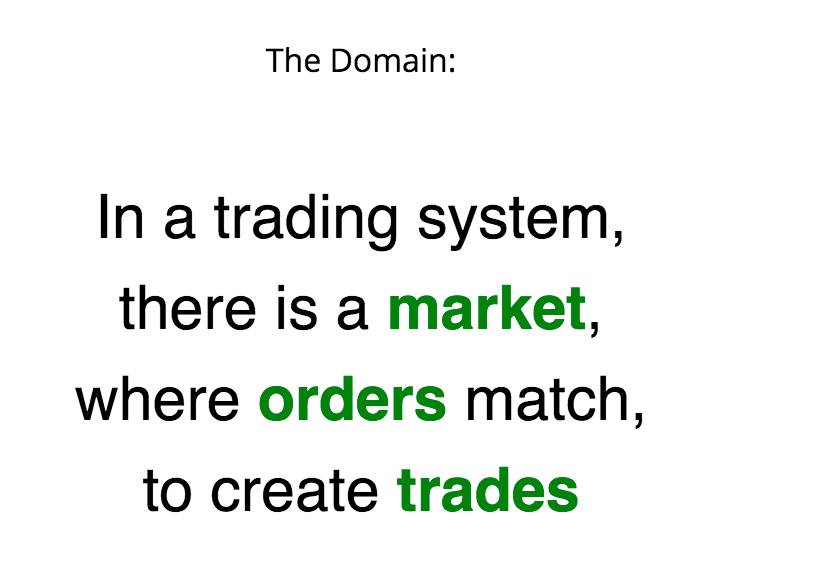 The Domain:
In a trading system,
there is a market,
where orders match,
to create trades